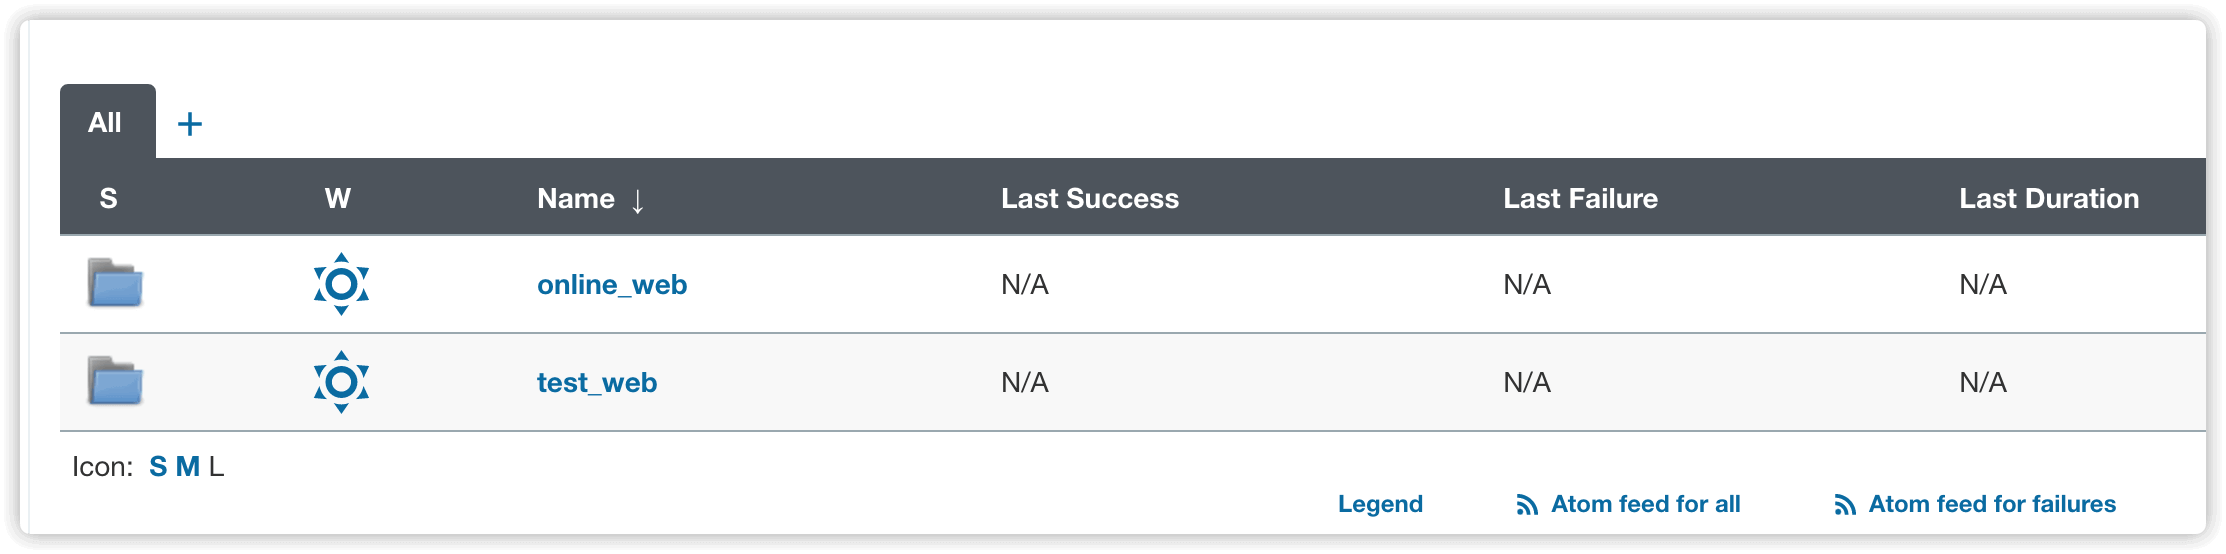 All +
S W Name ↓ Last Success Last Failure Last Duration
online_web N/A N/A N/A
test_web N/A N/A N/A
Icon: S M L
Legend Atom feed for all Atom feed for failures